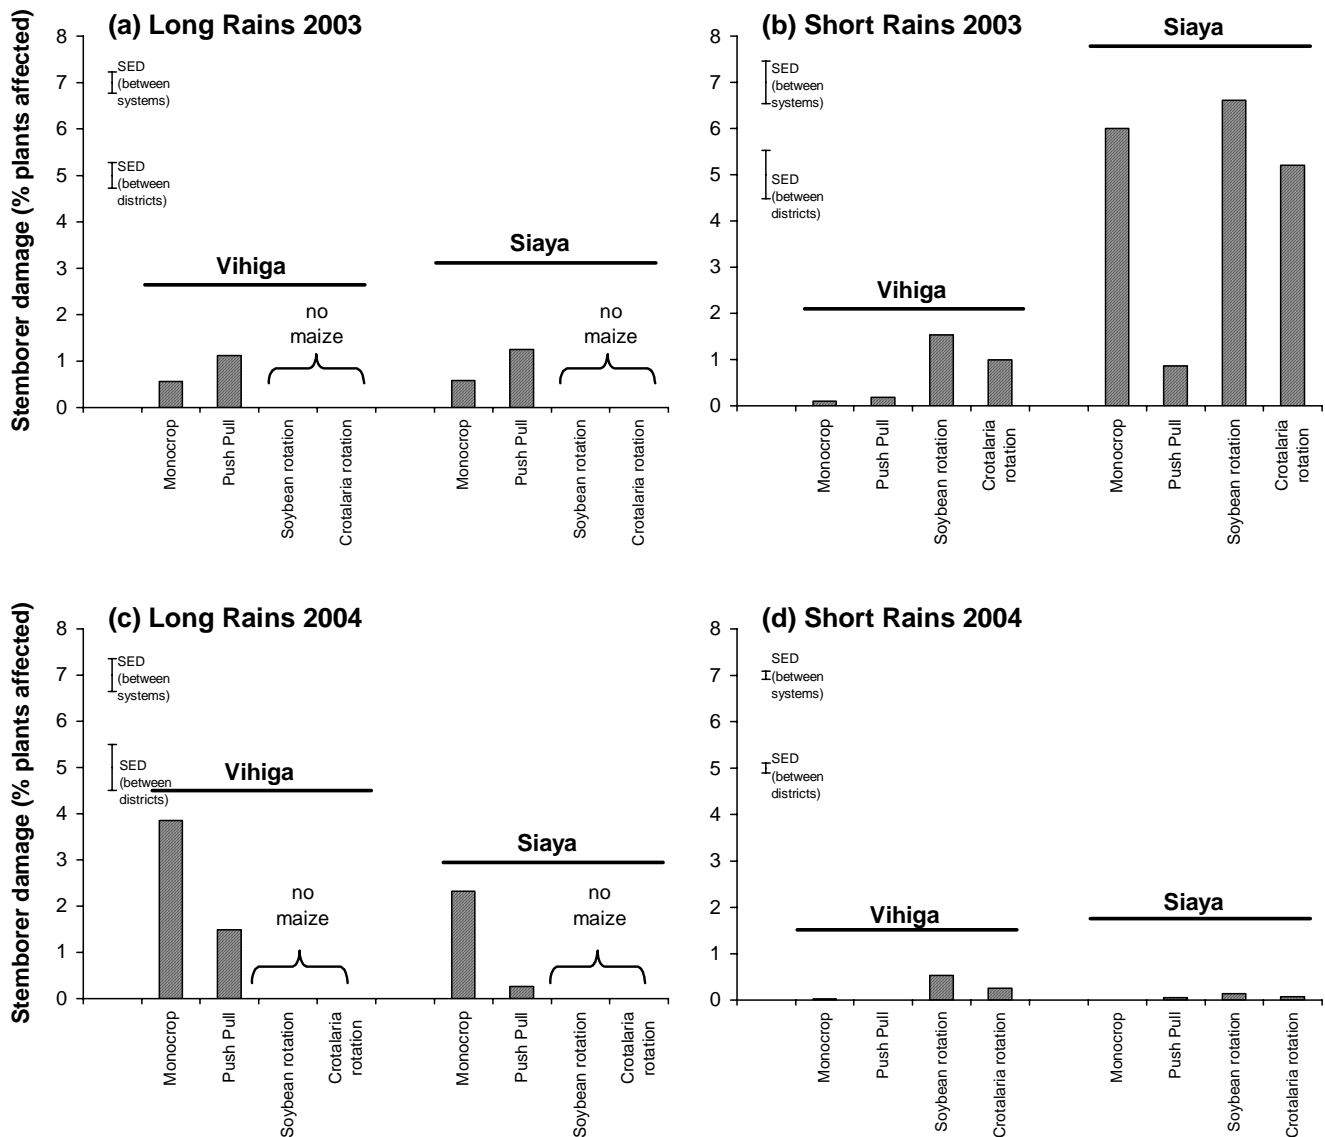 Stemborer damage (% plants affected)
(a) Long Rains 2003
8
7
6
5
4
3
2
1
0
SED
(between
systems)
SED
(between
districts)
Vihiga
Siaya
no
maize
no
maize
Monocrop
Push Pull
Soybean rotation
Crotalaria rotation
Monocrop
Push Pull
Soybean rotation
Crotalaria rotation
(b) Short Rains 2003
8
7
6
5
4
3
2
1
0
SED
(between
systems)
SED
(between
districts)
Vihiga
Siaya
Monocrop
Push Pull
Soybean rotation
Crotalaria
rotation
Monocrop
Push Pull
Soybean rotation
Crotalaria
rotation
Stemborer damage (% plants affected)
(c) Long Rains 2004
8
7
6
5
4
3
2
1
0
SED
(between
systems)
SED
(between
districts)
Vihiga
Siaya
no
maize
no
maize
Monocrop
Push Pull
Soybean rotation
Crotalaria
rotation
Monocrop
Push Pull
Soybean rotation
Crotalaria
rotation
(d) Short Rains 2004
8
7
6
5
4
3
2
1
0
SED
(between
systems)
SED
(between
districts)
Vihiga
Siaya
Monocrop
Push Pull
Soybean rotation
Crotalaria rotation
Monocrop
Push Pull
Soybean rotation
Crotalaria rotation